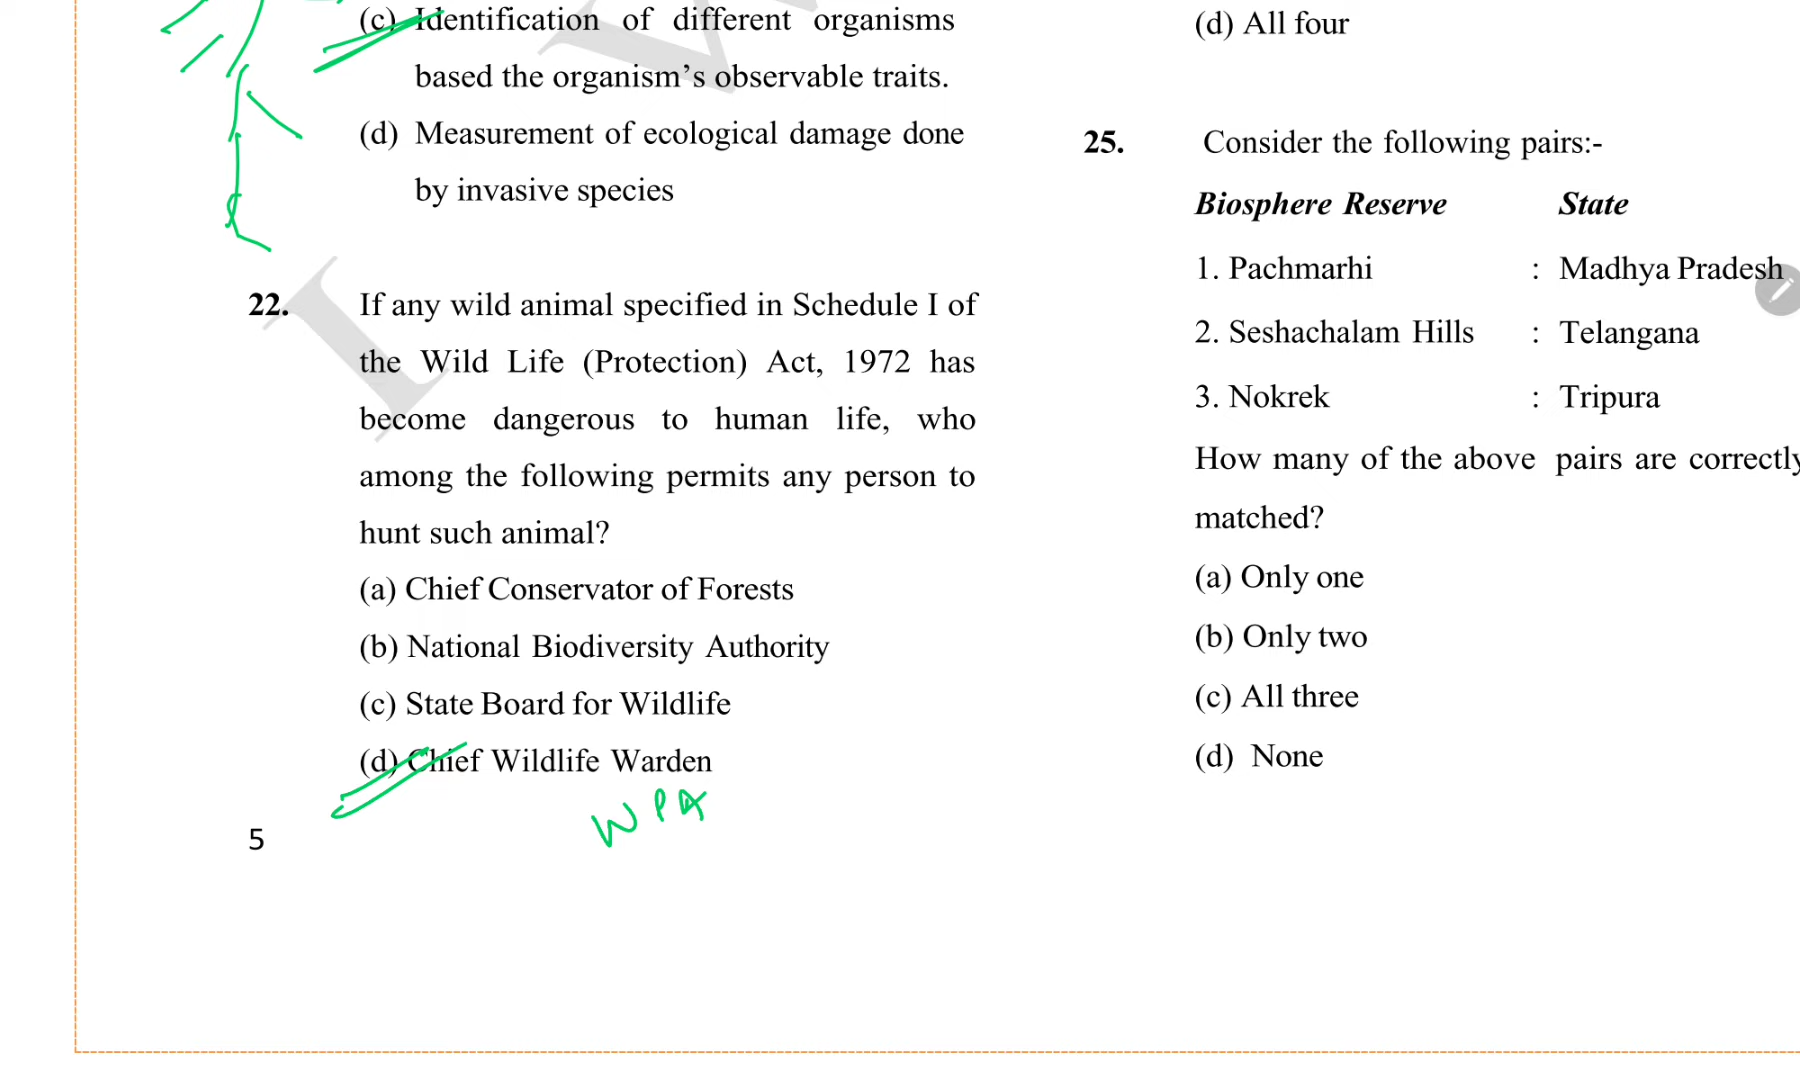 (c) Identification of different organisms
based the organism’s observable traits.
(d) Measurement of ecological damage done
by invasive species
22. If any wild animal specified in Schedule I of
the Wild Life (Protection) Act, 1972 has
become dangerous to human life, who
among the following permits any person to
hunt such animal?
(a) Chief Conservator of Forests
(b) National Biodiversity Authority
(c) State Board for Wildlife
(d) Chief Wildlife Warden
WPA
5
(d) All four
25. Consider the following pairs:-
Biosphere Reserve State
1. Pachmarhi : Madhya Pradesh
2. Seshachalam Hills : Telangana
3. Nokrek : Tripura
How many of the above pairs are correctly
matched?
(a) Only one
(b) Only two
(c) All three
(d) None